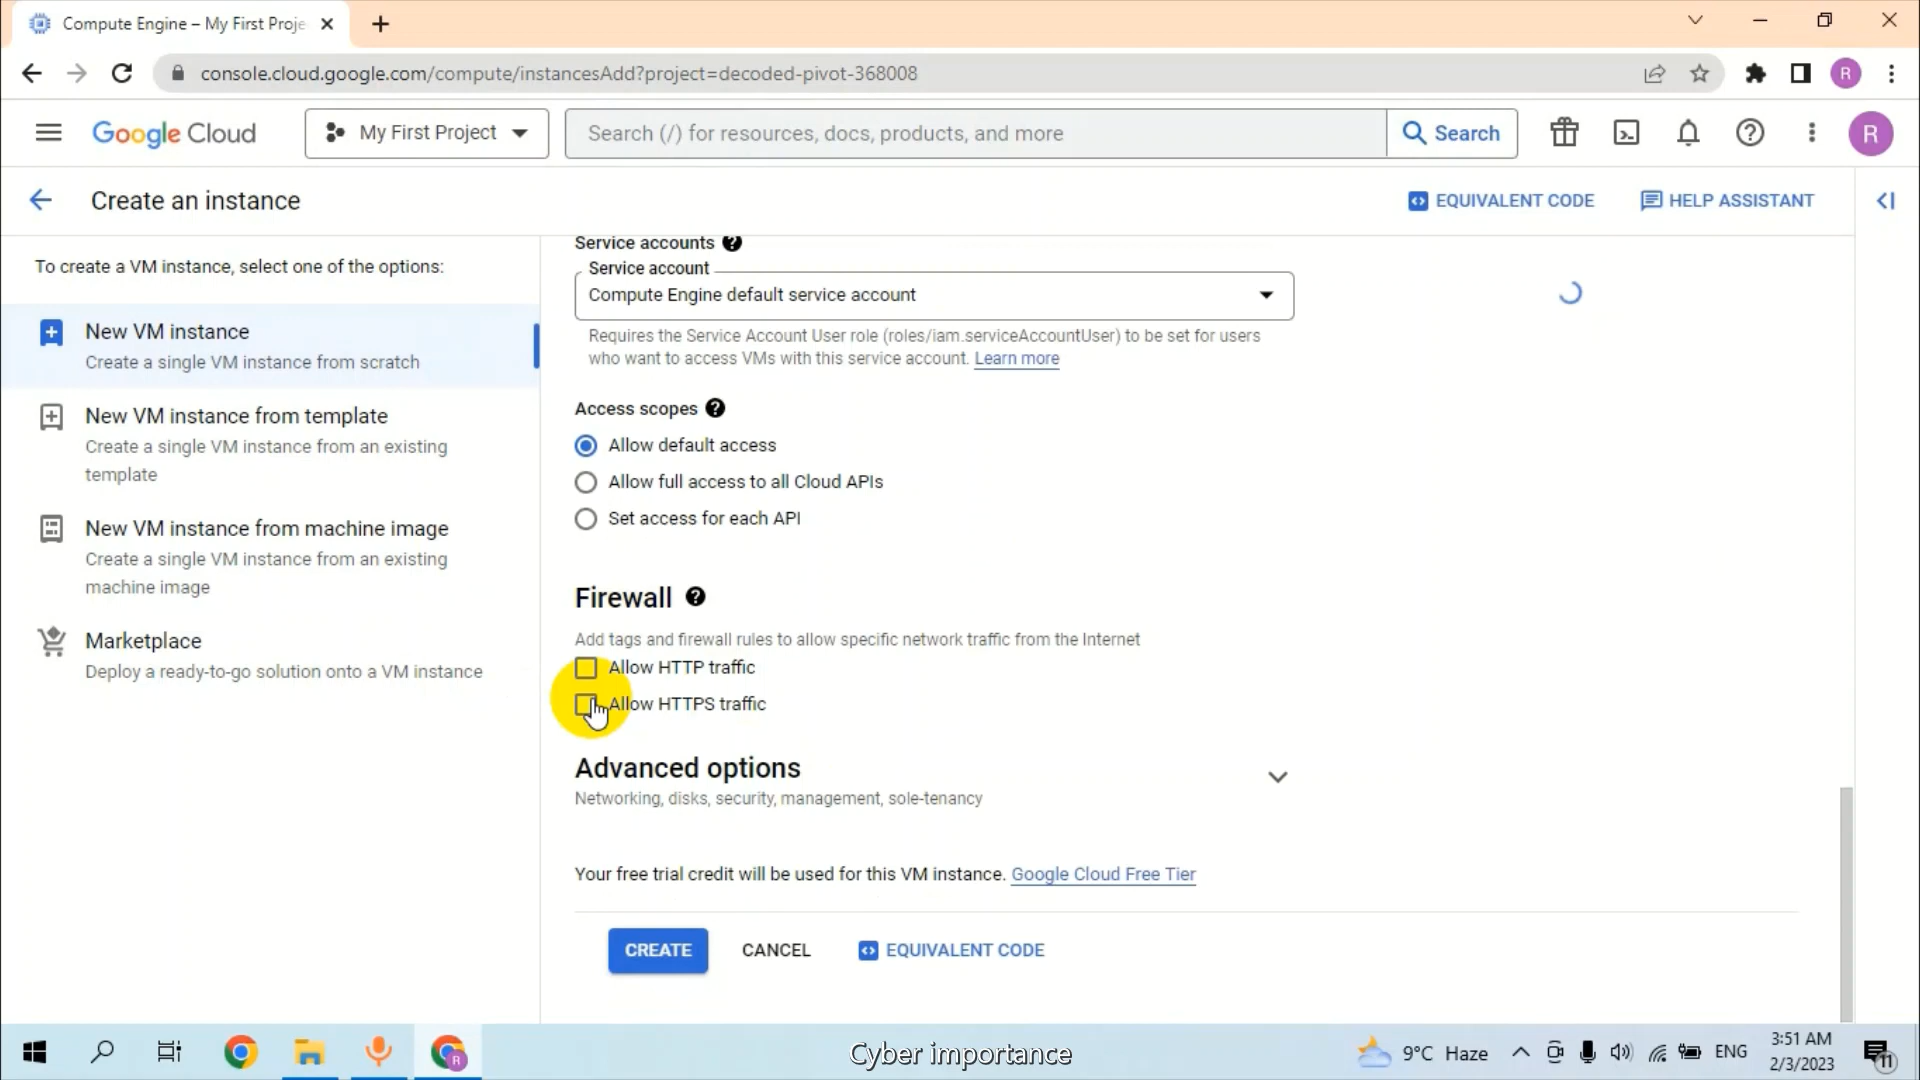 Compute Engine – My First Proje
console.cloud.google.com/compute/instancesAdd?project=decoded-pivot-368008
R
Google Cloud
My First Project
Search (/) for resources, docs, products, and more
Search
R
Create an instance
EQUIVALENT CODE
HELP ASSISTANT
To create a VM instance, select one of the options:
New VM instance
Create a single VM instance from scratch
New VM instance from template
Create a single VM instance from an existing
template
New VM instance from machine image
Create a single VM instance from an existing
machine image
Marketplace
Deploy a ready-to-go solution onto a VM instance
Service accounts
Service account
Compute Engine default service account
Requires the Service Account User role (roles/iam.serviceAccountUser) to be set for users
who want to access VMs with this service account. Learn more
Access scopes
Allow default access
Allow full access to all Cloud APIs
Set access for each API
Firewall
Add tags and firewall rules to allow specific network traffic from the Internet
Allow HTTP traffic
Allow HTTPS traffic
Advanced options
Networking, disks, security, management, sole-tenancy
Your free trial credit will be used for this VM instance. Google Cloud Free Tier
CREATE
CANCEL
EQUIVALENT CODE
R
Cyber importance
9°C Haze
ENG
3:51 AM
2/3/2023
11